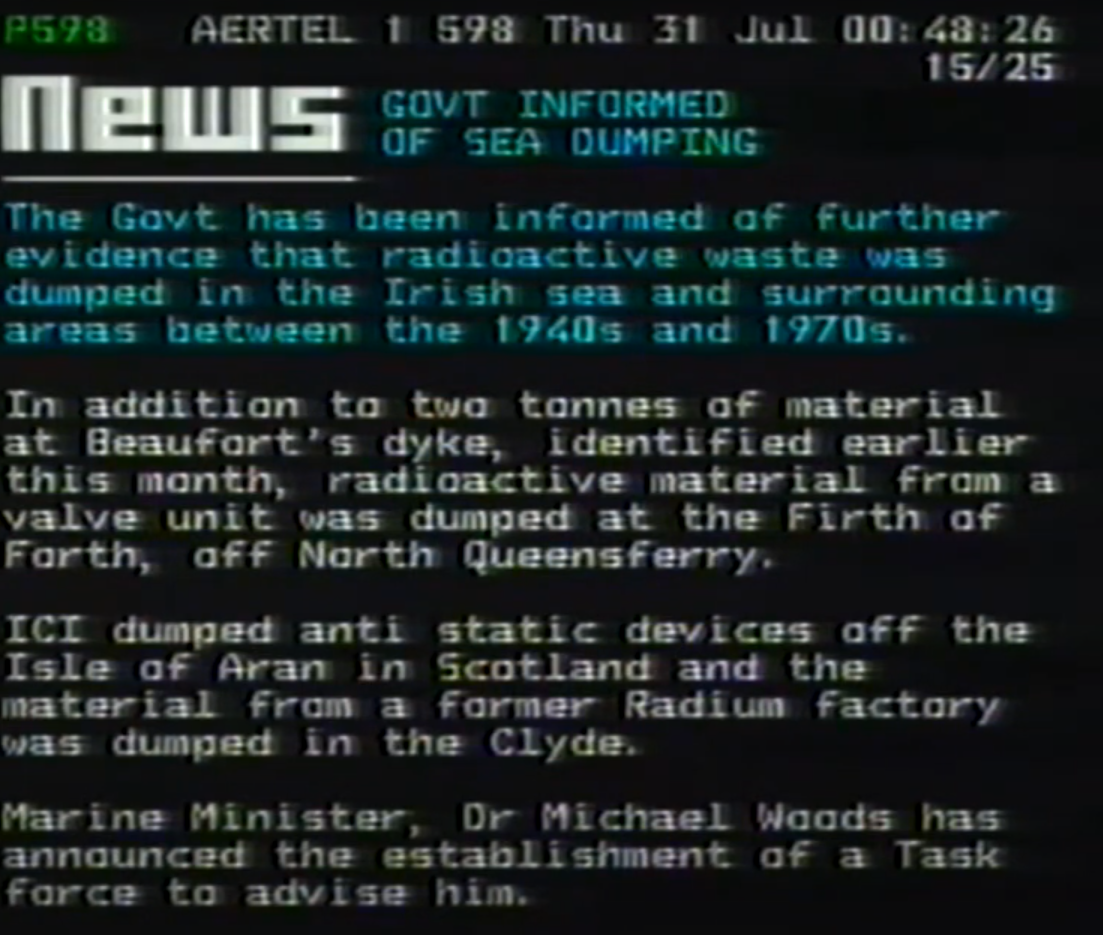 P598 AERTEL 1 598 Thu 31 Jul 00:48:26
15/25
News GOVT INFORMED
OF SEA DUMPING
The Govt has been informed of further
evidence that radioactive waste was
dumped in the Irish sea and surrounding
areas between the 1940s and 1970s.
In addition to two tonnes of material
at Beaufort's dyke, identified earlier
this month, radioactive material from a
valve unit was dumped at the Firth of
Forth, off North Queensferry.
ICI dumped anti static devices off the
Isle of Aran in Scotland and the
material from a former Radium factory
was dumped in the Clyde.
Marine Minister, Dr Michael Woods has
announced the establishment of a Task
force to advise him.